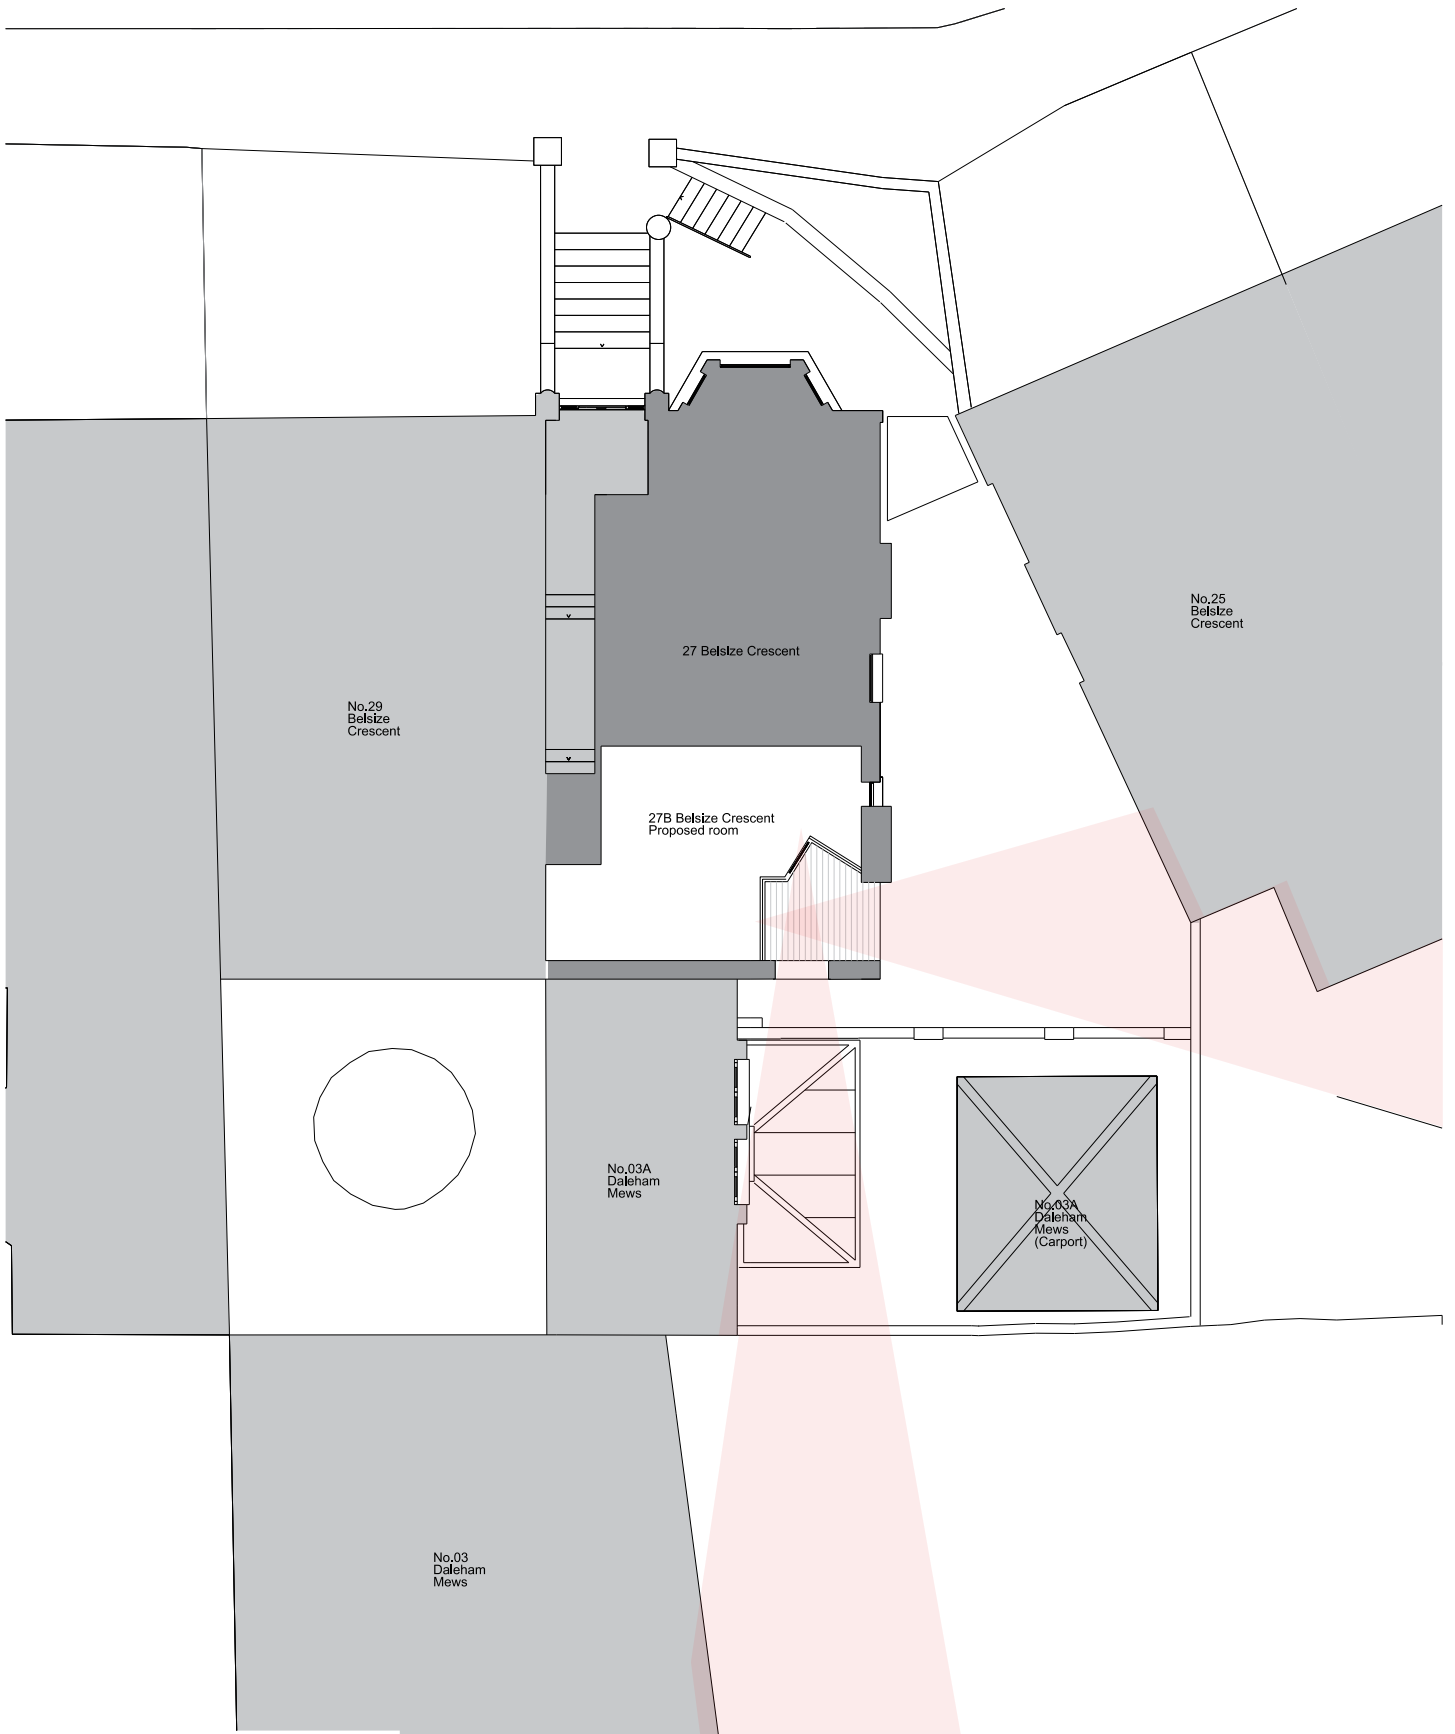 No.25
Belsize
Crescent
27 Belsize Crescent
No.29
Belsize
Crescent
27B Belsize Crescent
Proposed room
No.03A
Daleham
Mews
No.03A
Daleham
Mews
(Carport)
No.03
Daleham
Mews